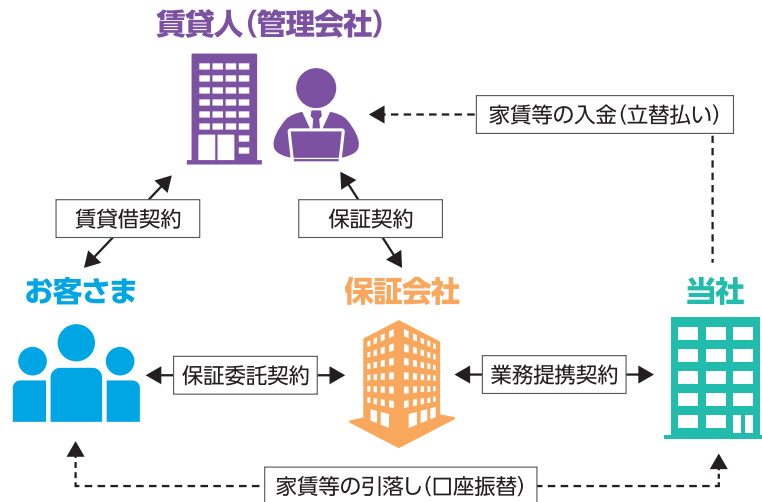 賃貸人（管理会社）
家賃等の入金（立替払い）
賃貸借契約
保証契約
お客さま
保証会社
当社
保証委託契約
業務提携契約
家賃等の引落し（口座振替）